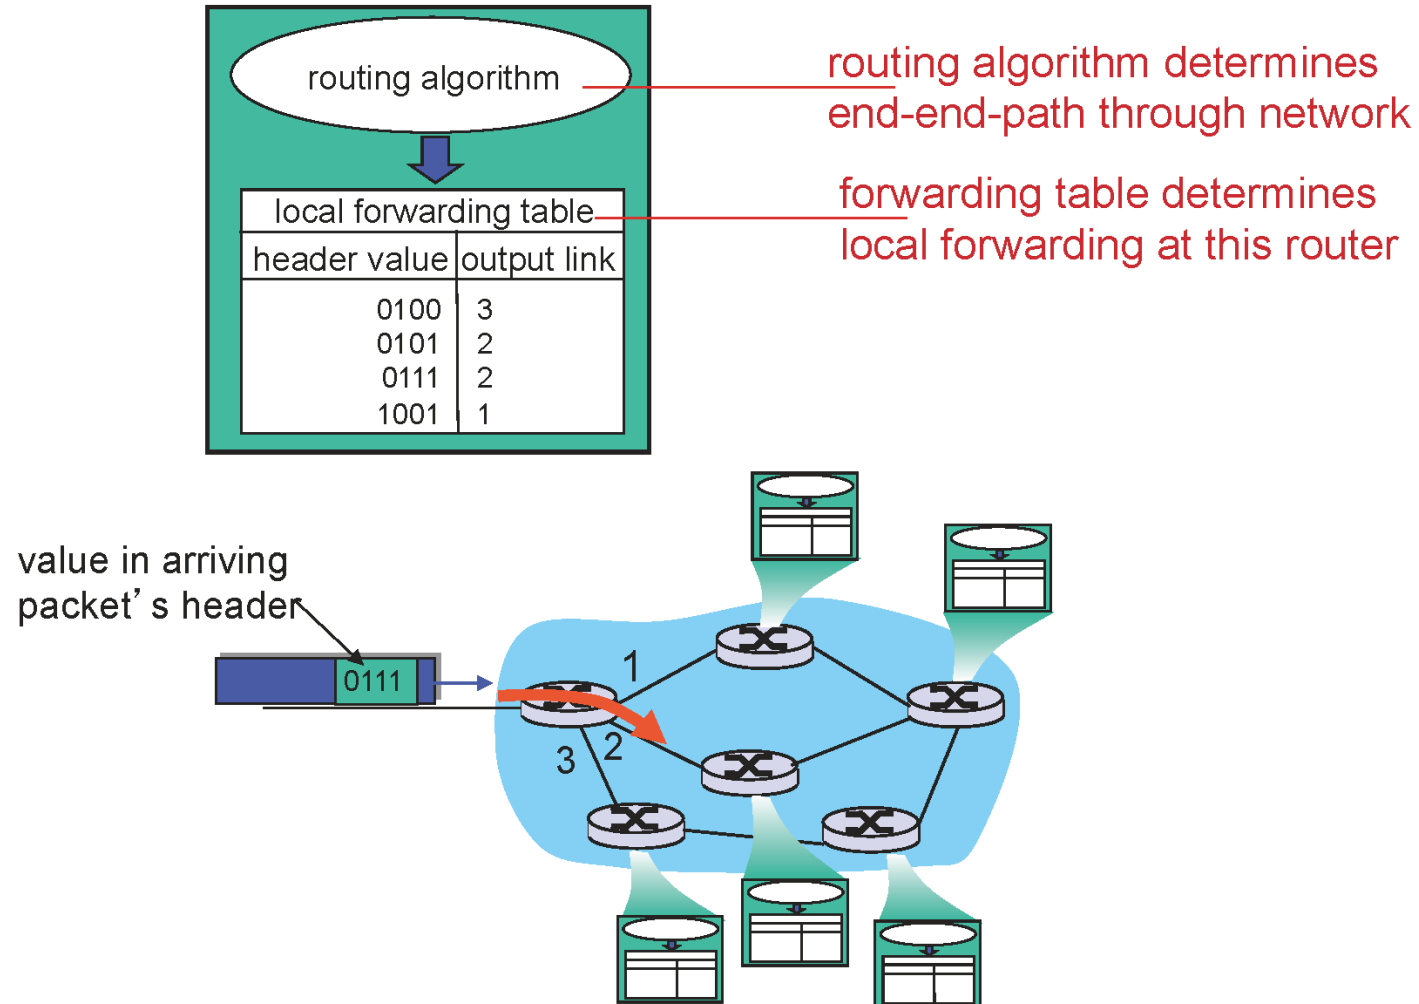 routing algorithm
routing algorithm determines
end-end-path through network
local forwarding table
forwarding table determines
local forwarding at this router
header value output link
0100 3
0101 2
0111 2
1001 1
value in arriving
packet’s header
0111
1
2
3